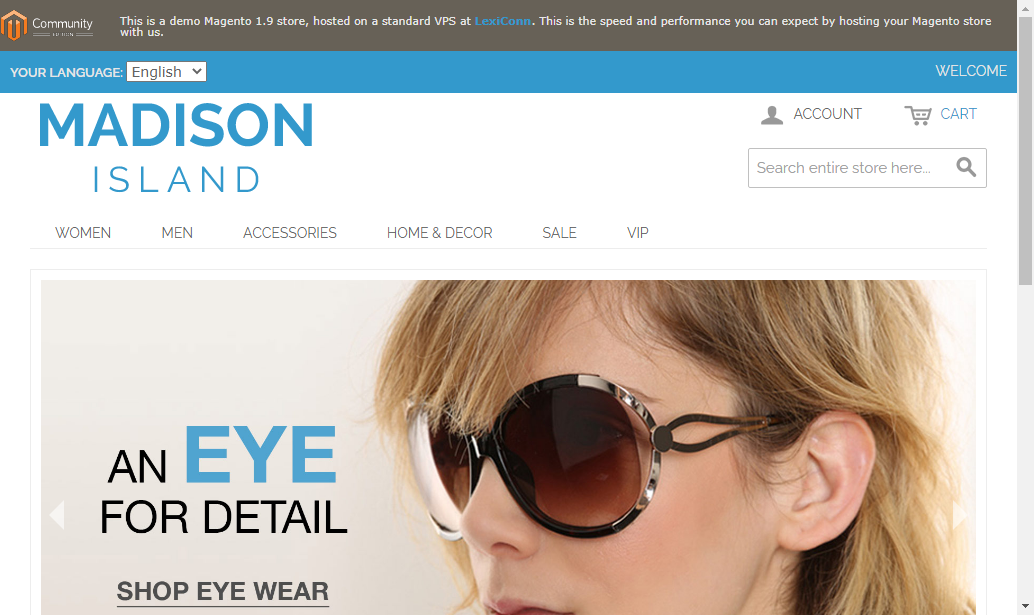 Community
EDITION
This is a demo Magento 1.9 store, hosted on a standard VPS at LexiConn. This is the speed and performance you can expect by hosting your Magento store
with us.
YOUR LANGUAGE: English
WELCOME
MADISON
ISLAND
ACCOUNT
CART
Search entire store here...
WOMEN
MEN
ACCESSORIES
HOME & DECOR
SALE
VIP
AN EYE
FOR DETAIL
SHOP EYE WEAR